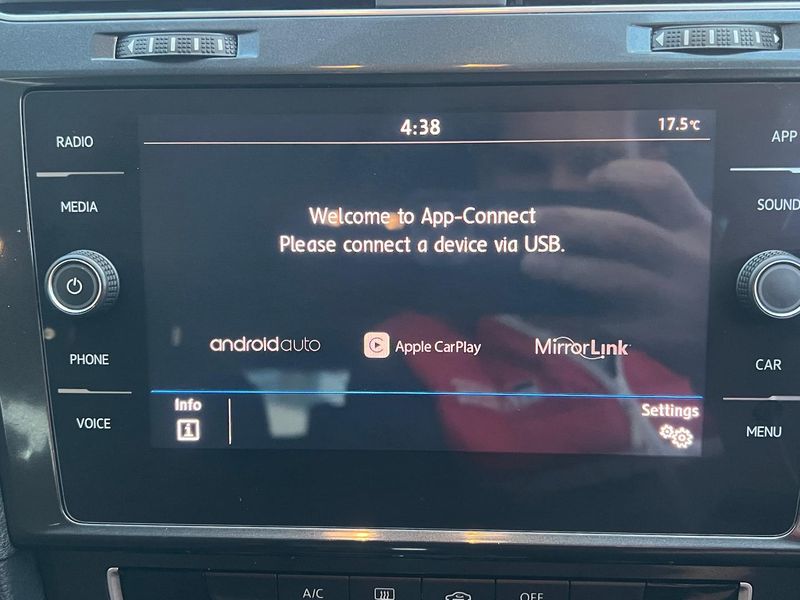 RADIO
MEDIA
PHONE
VOICE
4:38
17.5°C
Welcome to App-Connect
Please connect a device via USB.
androidauto
Apple CarPlay
MirrorLink
Info
Settings
APP
SOUND
CAR
MENU
A/C
OFF